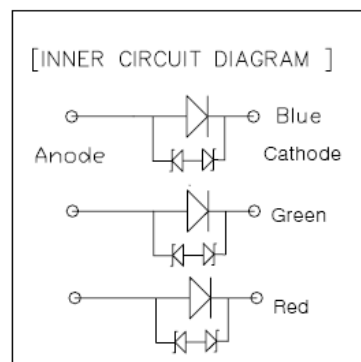 [INNER CIRCUIT DIAGRAM ]
Blue
Anode
Cathode
Green
Red